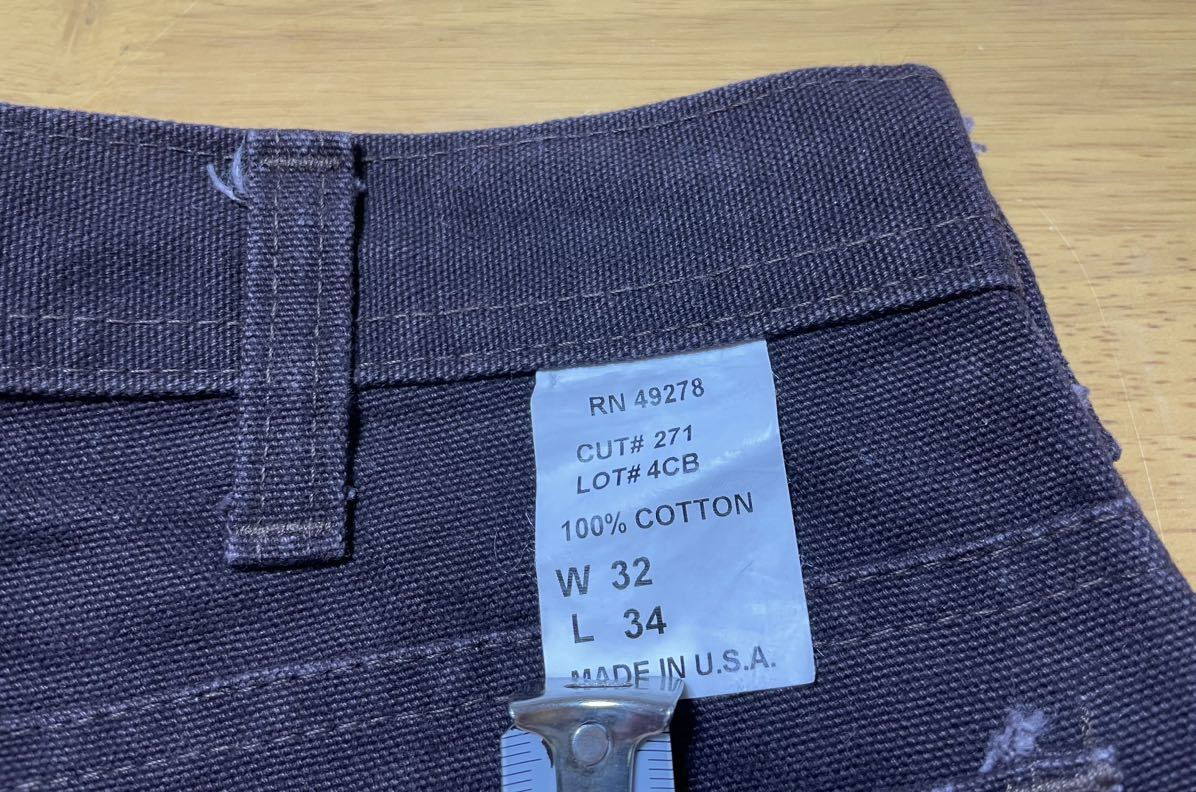 RN 49278
CUT# 271
LOT# 4CB
100% COTTON
W 32
L 34
MADE IN U.S.A.